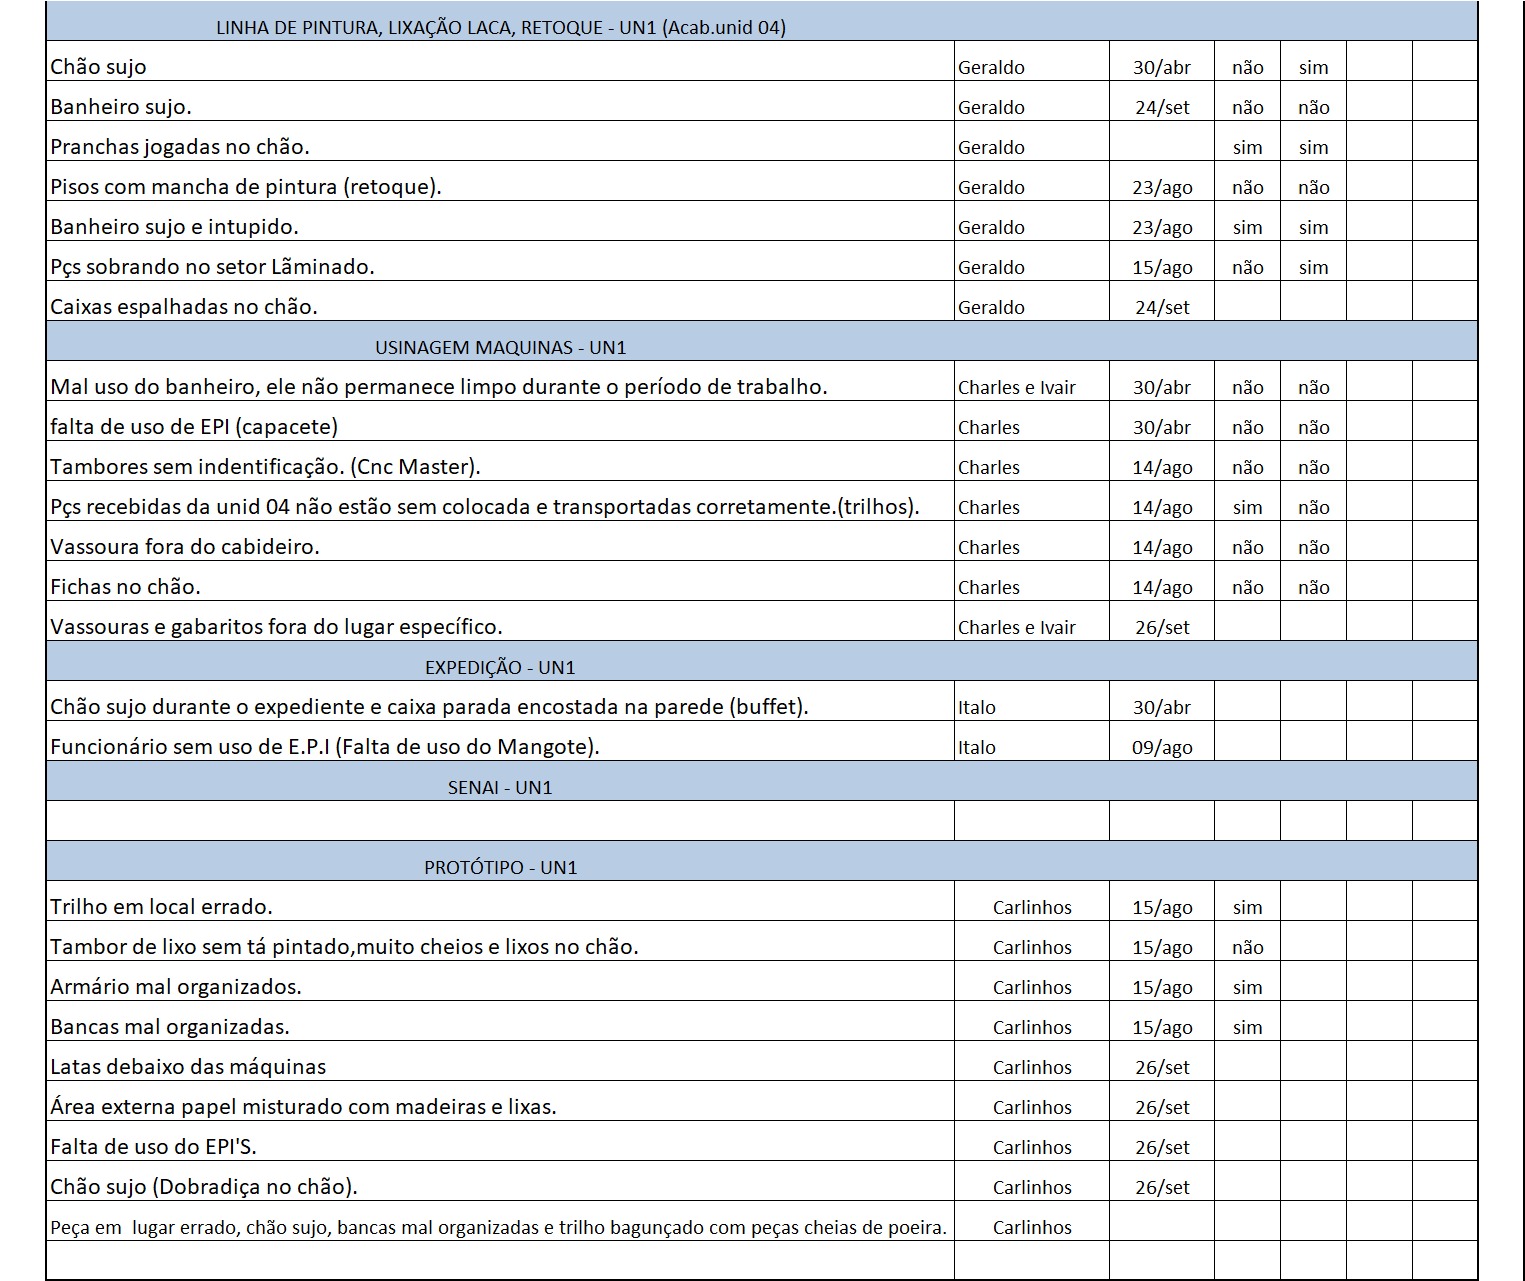 LINHA DE PINTURA, LIXAÇÃO LACA, RETOQUE - UN1 (Acab.unid 04)
Chão sujo Geraldo 30/abr não sim
Banheiro sujo. Geraldo 24/set não não
Pranchas jogadas no chão. Geraldo sim sim
Pisos com mancha de pintura (retoque). Geraldo 23/ago não não
Banheiro sujo e intupido. Geraldo 23/ago sim sim
Pçs sobrando no setor Lãminado. Geraldo 15/ago não sim
Caixas espalhadas no chão. Geraldo 24/set
USINAGEM MAQUINAS - UN1
Mal uso do banheiro, ele não permanece limpo durante o período de trabalho. Charles e Ivair 30/abr não não
falta de uso de EPI (capacete) Charles 30/abr não não
Tambores sem indentificação. (Cnc Master). Charles 14/ago não não
Pçs recebidas da unid 04 não estão sem colocada e transportadas corretamente.(trilhos). Charles 14/ago sim não
Vassoura fora do cabideiro. Charles 14/ago não não
Fichas no chão. Charles 14/ago não não
Vassouras e gabaritos fora do lugar específico. Charles e Ivair 26/set
EXPEDIÇÃO - UN1
Chão sujo durante o expediente e caixa parada encostada na parede (buffet). Italo 30/abr
Funcionário sem uso de E.P.I (Falta de uso do Mangote). Italo 09/ago
SENAI - UN1
PROTÓTIPO - UN1
Trilho em local errado. Carlinhos 15/ago sim
Tambor de lixo sem tá pintado,muito cheios e lixos no chão. Carlinhos 15/ago não
Armário mal organizados. Carlinhos 15/ago sim
Bancas mal organizadas. Carlinhos 15/ago sim
Latas debaixo das máquinas Carlinhos 26/set
Área externa papel misturado com madeiras e lixas. Carlinhos 26/set
Falta de uso do EPI'S. Carlinhos 26/set
Chão sujo (Dobradiça no chão). Carlinhos 26/set
Peça em  lugar errado, chão sujo, bancas mal organizadas e trilho bagunçado com peças cheias de poeira. Carlinhos